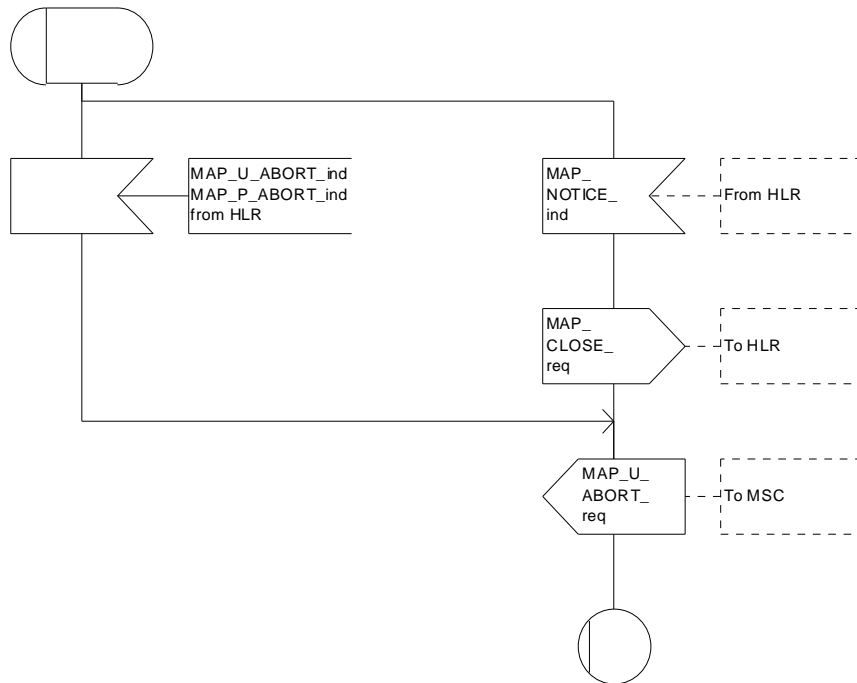 MAP_U_ABORT_ind
MAP_P_ABORT_ind
from HLR
MAP_
NOTICE_
ind
From HLR
MAP_
CLOSE_
req
To HLR
MAP_U_
ABORT_
req
To MSC